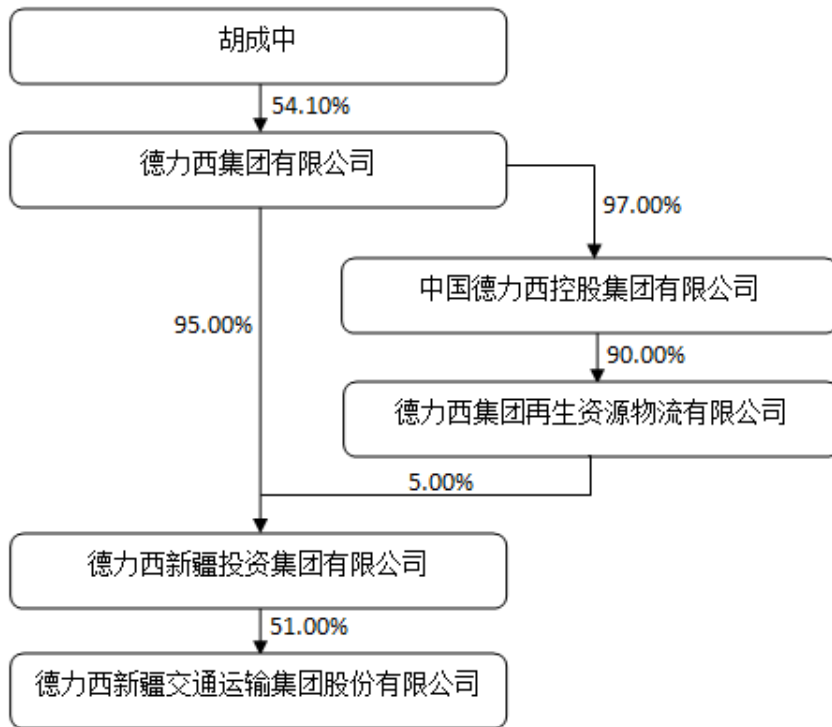 胡成中
54.10%
德力西集团有限公司
97.00%
中国德力西控股集团有限公司
95.00%
90.00%
德力西集团再生资源物流有限公司
5.00%
德力西新疆投资集团有限公司
51.00%
德力西新疆交通运输集团股份有限公司